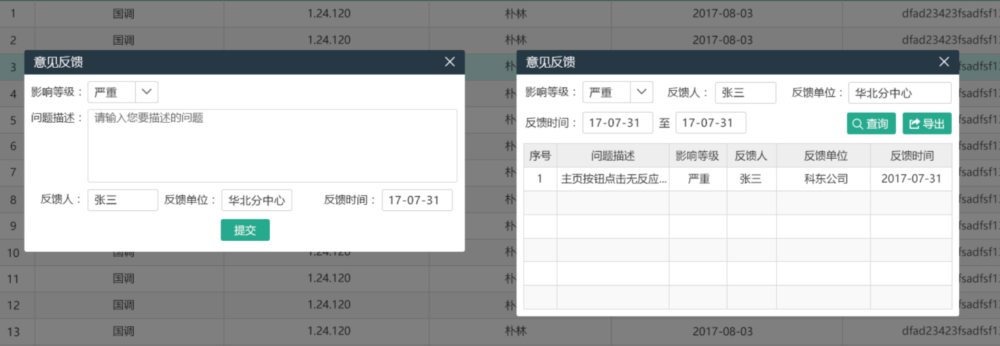 1 国调 1.24.120 朴林 2017-08-03 dfad23423fsadfsf1
2 国调 1.24.120 朴林 2017-08-03 dfad23423fsadfsf1
意见反馈
影响等级： 严重
问题描述： 请输入您要描述的问题
反馈人： 张三 反馈单位： 华北分中心 反馈时间： 17-07-31
提交
意见反馈
影响等级： 严重 反馈人： 张三 反馈单位： 华北分中心
反馈时间： 17-07-31 至 17-07-31 查询 导出
序号 问题描述 影响等级 反馈人 反馈单位 反馈时间
1 主页按钮点击无反应... 严重 张三 科东公司 2017-07-31
3 朴 fsadfsf1
4 朴 fsadfsf1
5 朴 fsadfsf1
6 朴 fsadfsf1
7 朴 fsadfsf1
8 朴 fsadfsf1
9 朴 fsadfsf1
10 国调 1.24.120 朴 fsadfsf1
11 国调 1.24.120 朴 fsadfsf1
12 国调 1.24.120 朴 fsadfsf1
13 国调 1.24.120 朴林 2017-08-03 dfad23423fsadfsf1